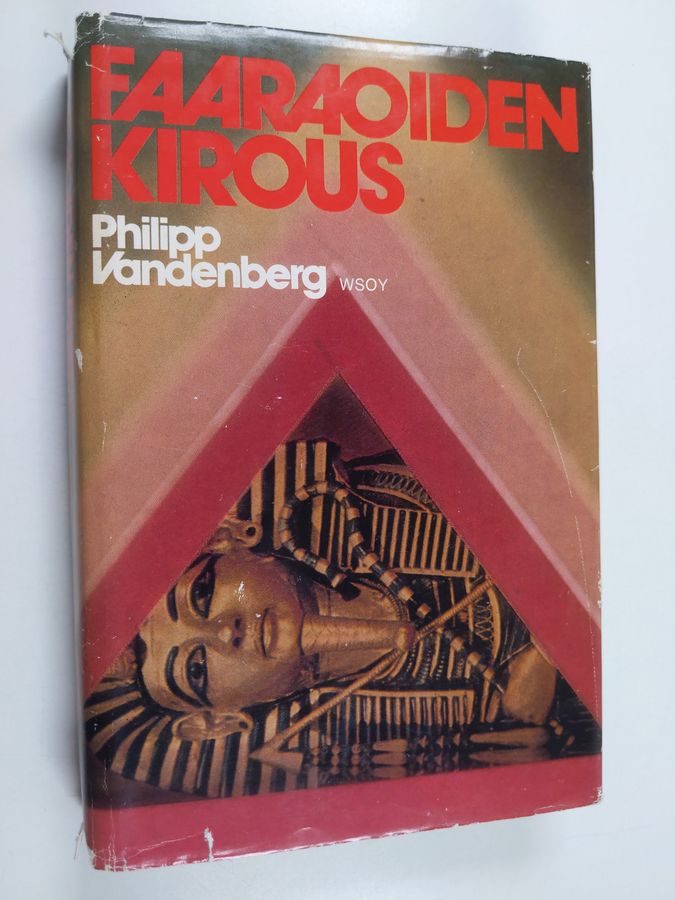 FAARAOIDEN
KIROUS
Philipp
Vandenberg WSOY